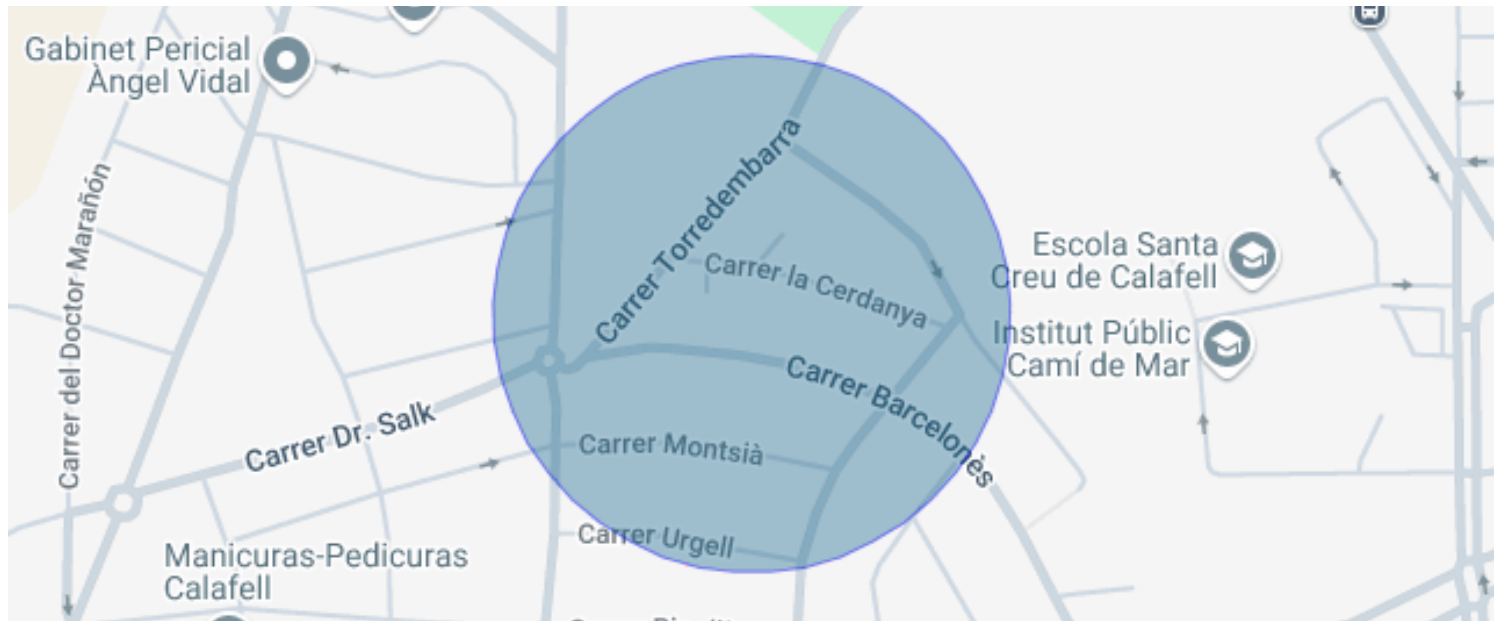 Gabinet Pericial
Àngel Vidal
Carrer del Doctor Marañón
Carrer Torredembarra
Carrer la Cerdanya
Escola Santa
Creu de Calafell
Institut Públic
Camí de Mar
Carrer Barcelonès
Carrer Dr. Salk
Carrer Montsià
Carrer Urgell
Manicuras-Pedicuras
Calafell